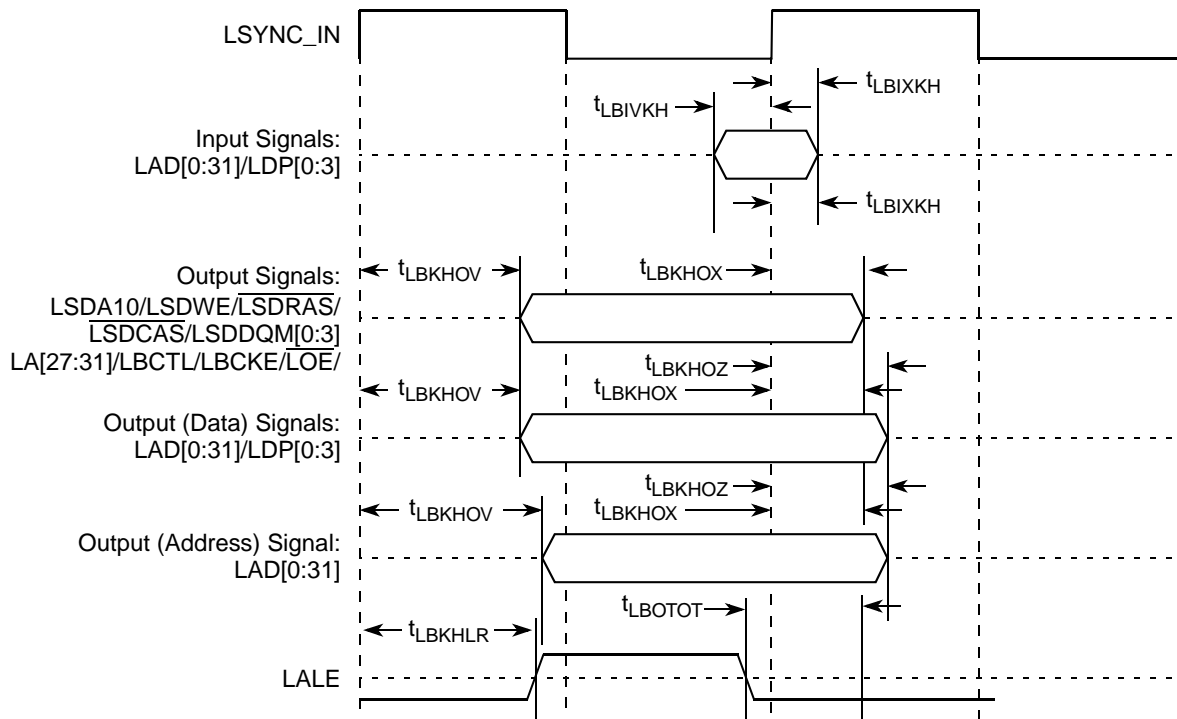 LSYNC_IN
tLBIXKH
tLBIVKH
Input Signals:
LAD[0:31]/LDP[0:3]
tLBIXKH
Output Signals:
LSDA10/LSDWE/LSDRAS/
LSDCAS/LSDDQM[0:3]
LA[27:31]/LBCTL/LBCKE/LOE/
tLBKHOV
tLBKHOX
tLBKHOZ
tLBKHOV
tLBKHOX
Output (Data) Signals:
LAD[0:31]/LDP[0:3]
tLBKHOZ
tLBKHOV
tLBKHOX
Output (Address) Signal:
LAD[0:31]
tLBOTOT
tLBKHLR
LALE